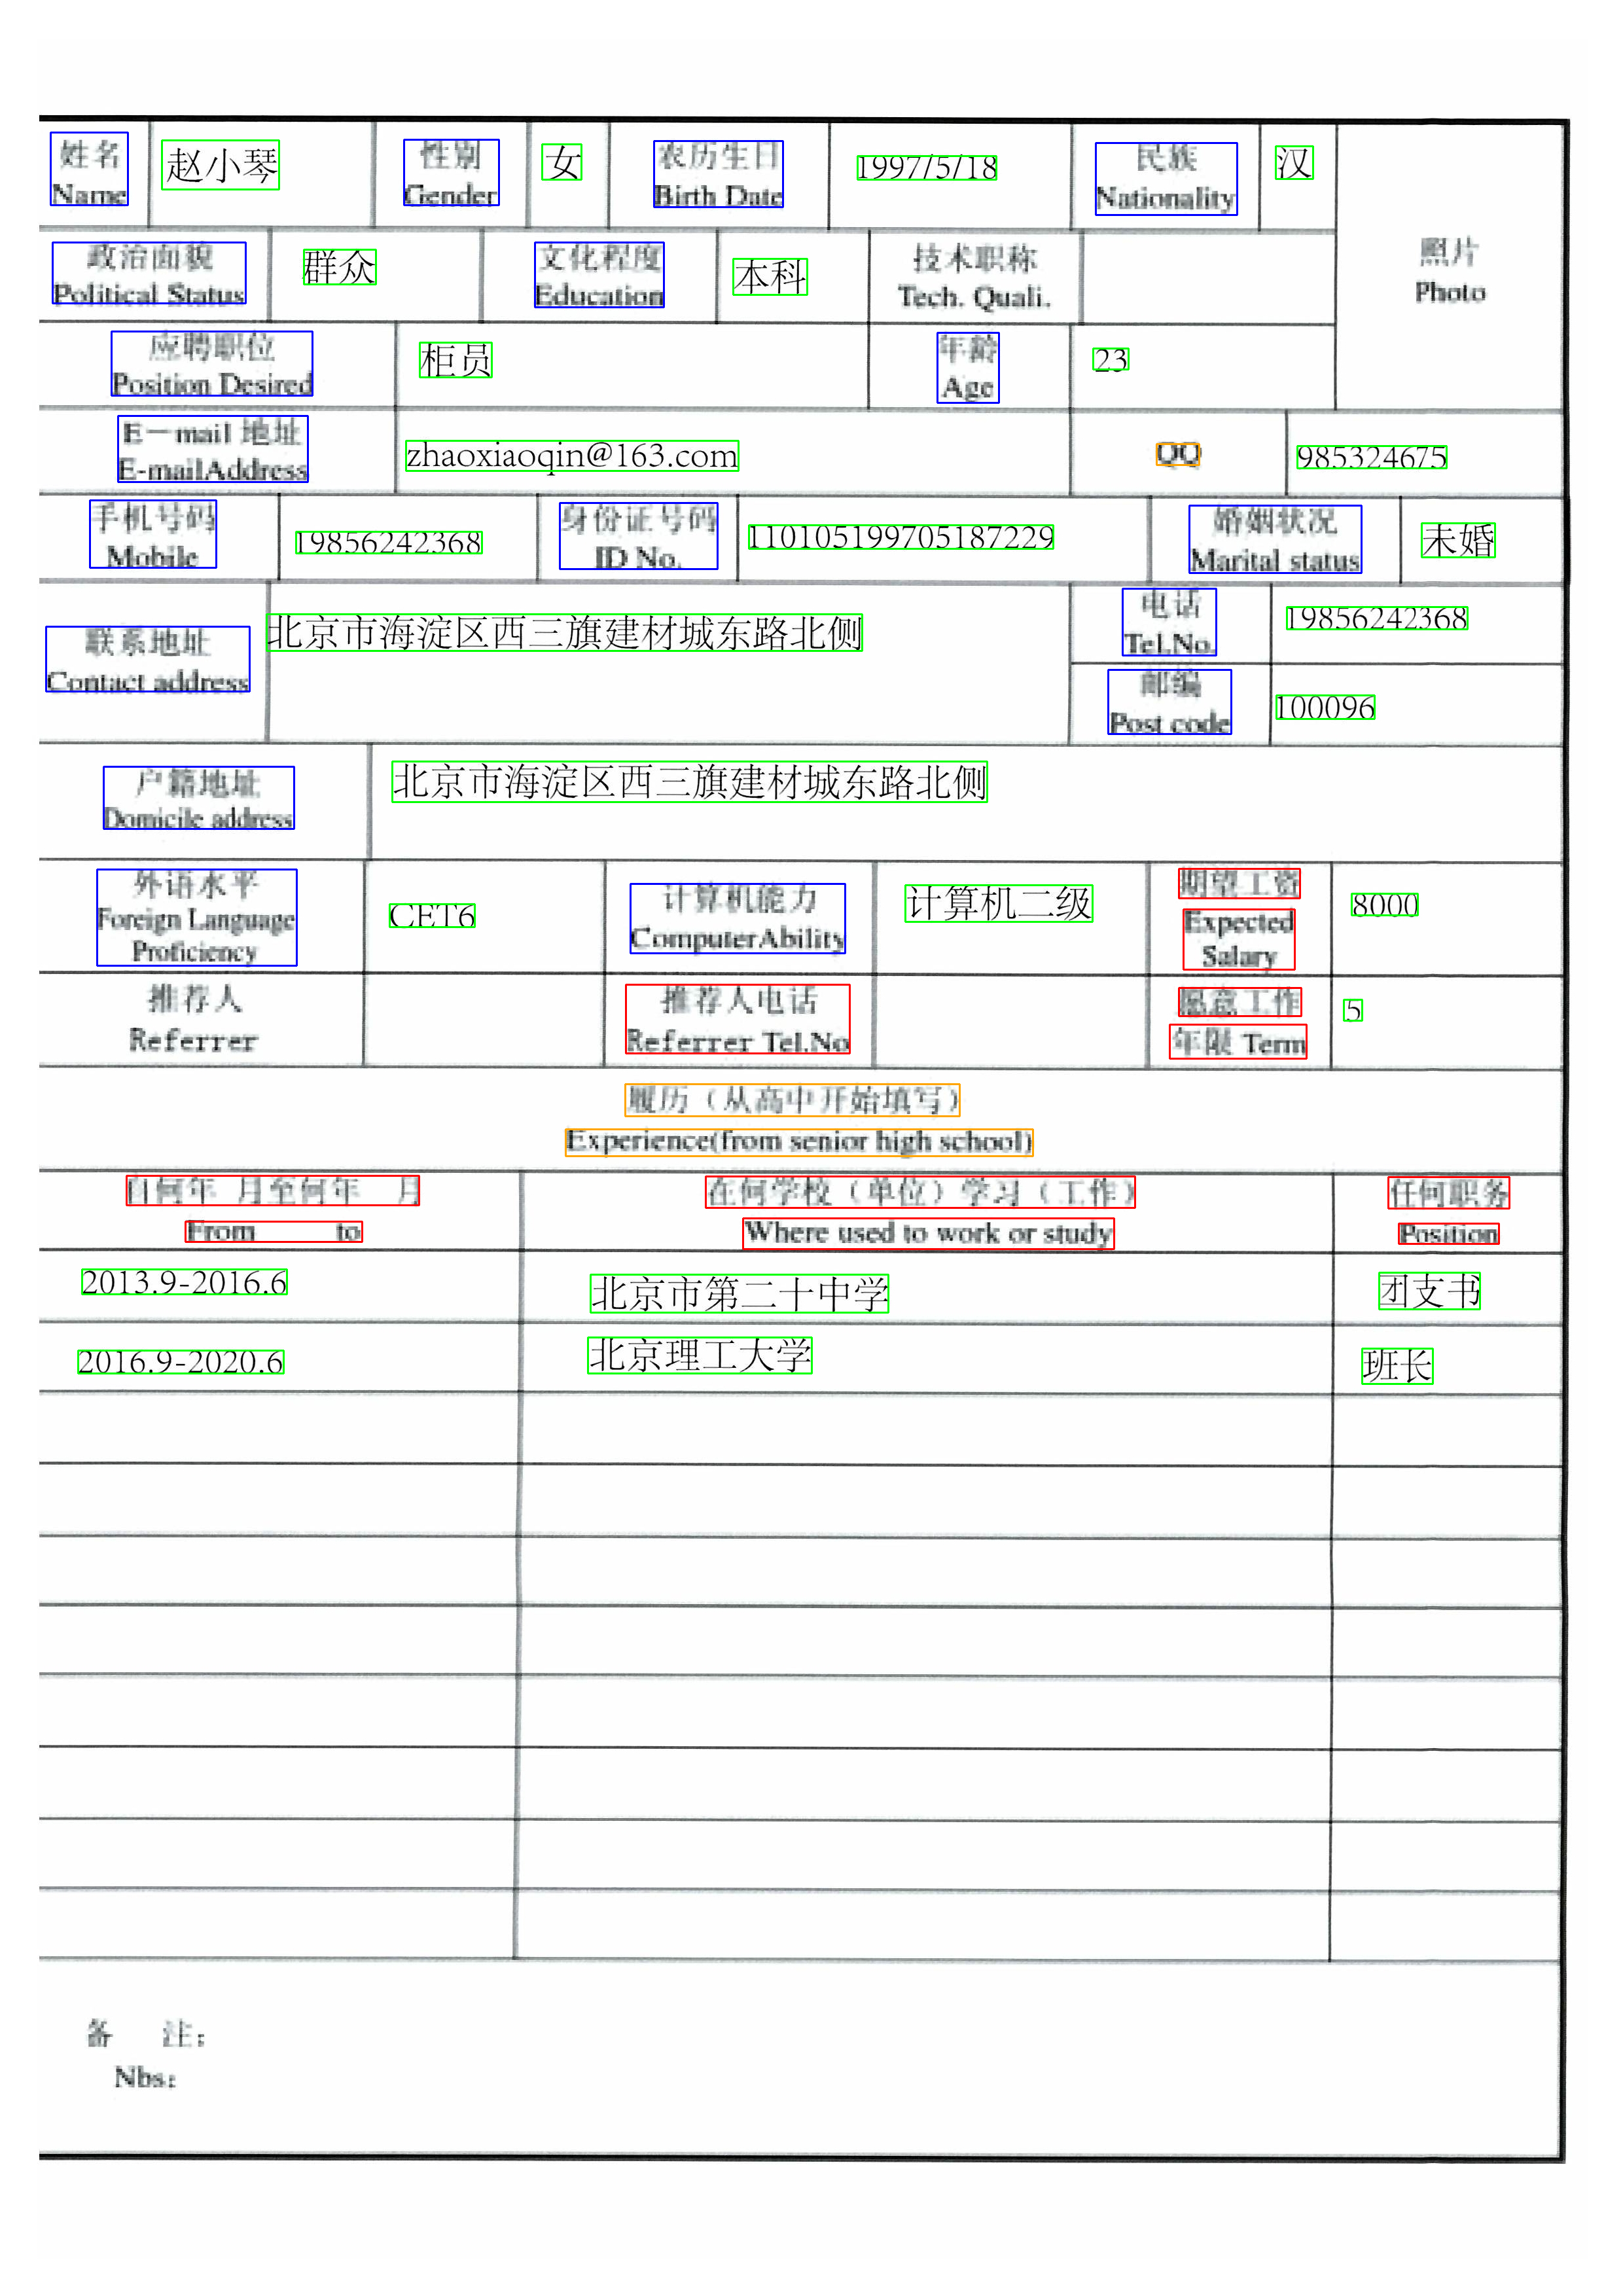 姓名 赵小琴 性别 女 农历生日 1997/5/18 民族 汉
Name Gender Birth Date Nationality
政治面貌 群众 文化程度 本科 技术职称 照片
Political Status Education Tech. Quali. Photo
应聘职位 柜员 年龄 23
Position Desired Age
E－mail 地址 zhaoxiaoqin@163.com QQ 985324675
E-mailAddress
手机号码 19856242368 身份证号码 110105199705187229 婚姻状况 未婚
Mobile ID No. Marital status
联系地址 北京市海淀区西三旗建材城东路北侧 电话 19856242368
Contact address Tel.No.
邮编 100096
Post code
户籍地址 北京市海淀区西三旗建材城东路北侧
Domicile address
外语水平 CET6 计算机能力 计算机二级 期望工资 8000
Foreign Language ComputerAbility Expected
Proficiency Salary
推荐人 推荐人电话 愿意工作 5
Referrer Referrer Tel.No 年限 Term
履历（从高中开始填写）
Experience(from senior high school)
自何年 月至何年 月 在何学校（单位）学习（工作） 任何职务
From to Where used to work or study Position
2013.9-2016.6 北京市第二十中学 团支书
2016.9-2020.6 北京理工大学 班长
备 注：
Nbs: